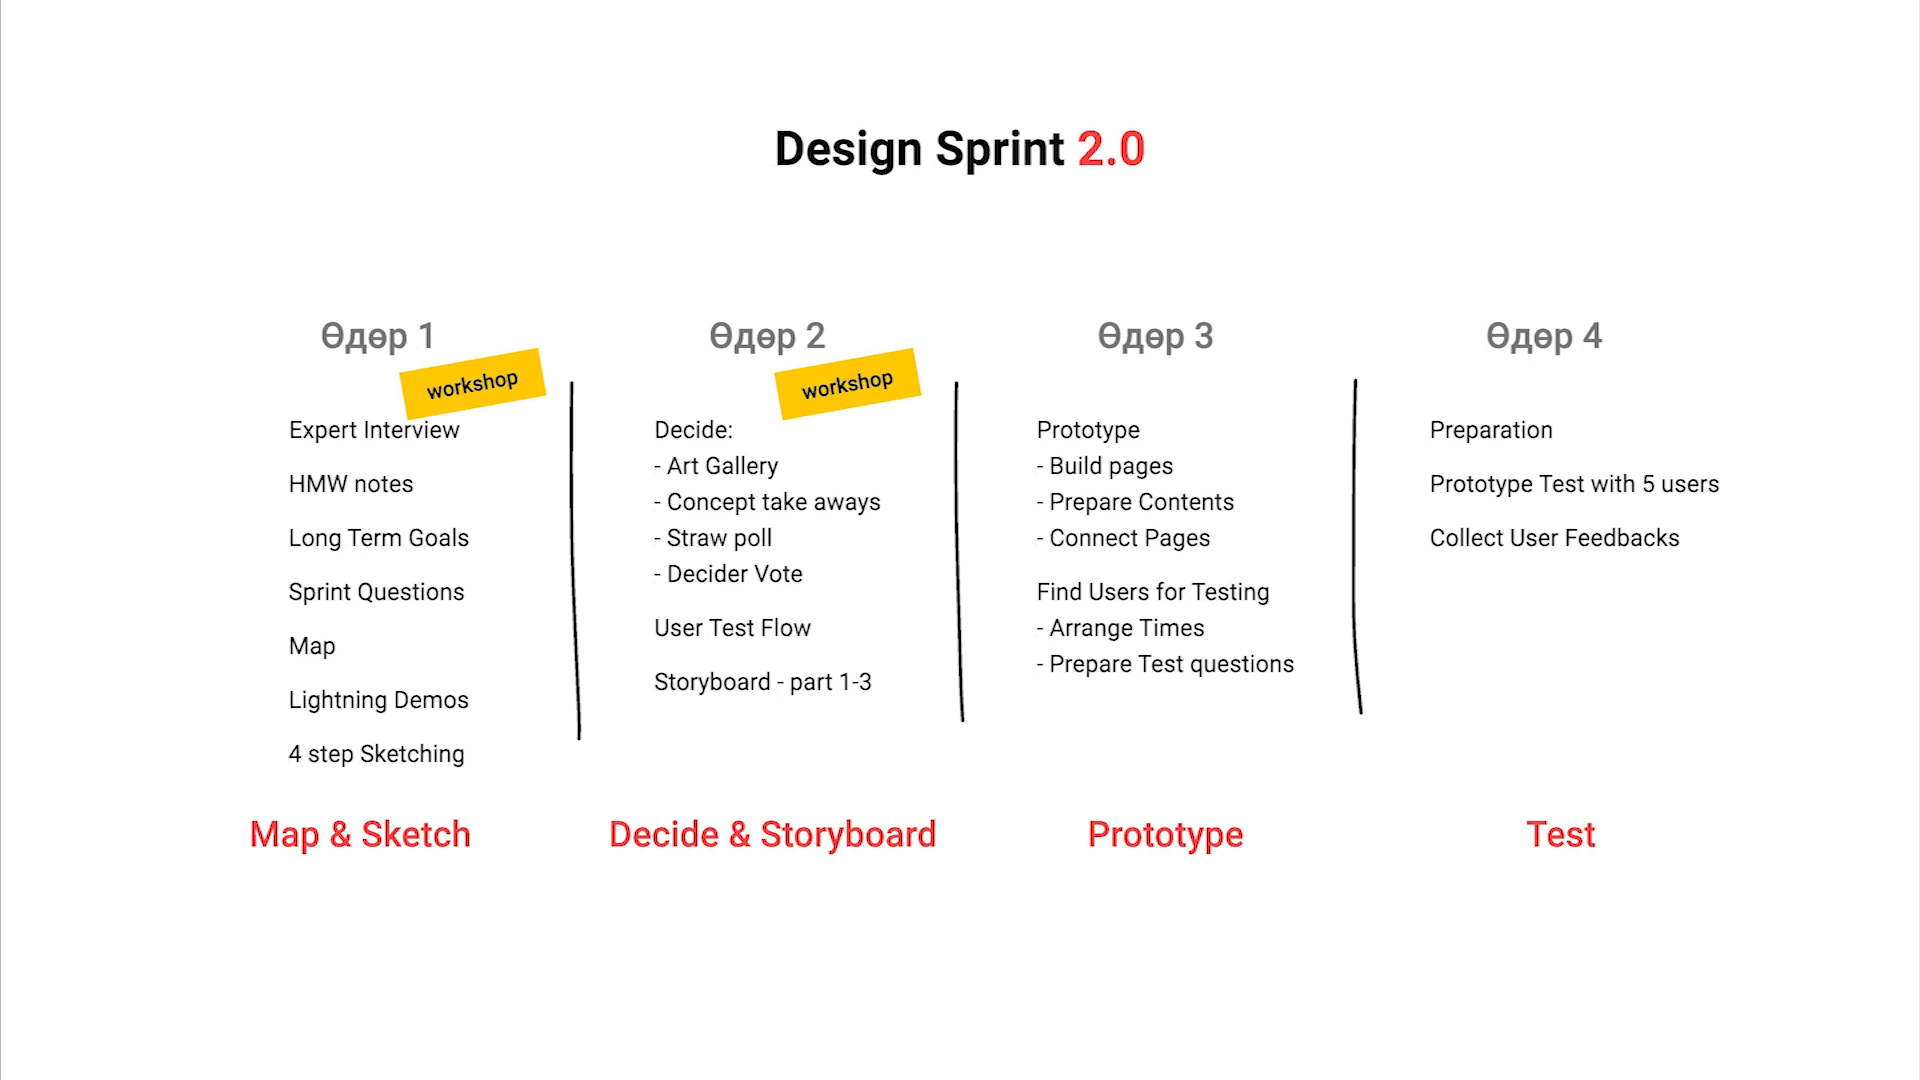 Design Sprint 2.0
Өдөр 1
workshop
Expert Interview
HMW notes
Long Term Goals
Sprint Questions
Map
Lightning Demos
4 step Sketching
Map & Sketch
Өдөр 2
workshop
Decide:
- Art Gallery
- Concept take aways
- Straw poll
- Decider Vote
User Test Flow
Storyboard - part 1-3
Decide & Storyboard
Өдөр 3
Prototype
- Build pages
- Prepare Contents
- Connect Pages
Find Users for Testing
- Arrange Times
- Prepare Test questions
Prototype
Өдөр 4
Preparation
Prototype Test with 5 users
Collect User Feedbacks
Test